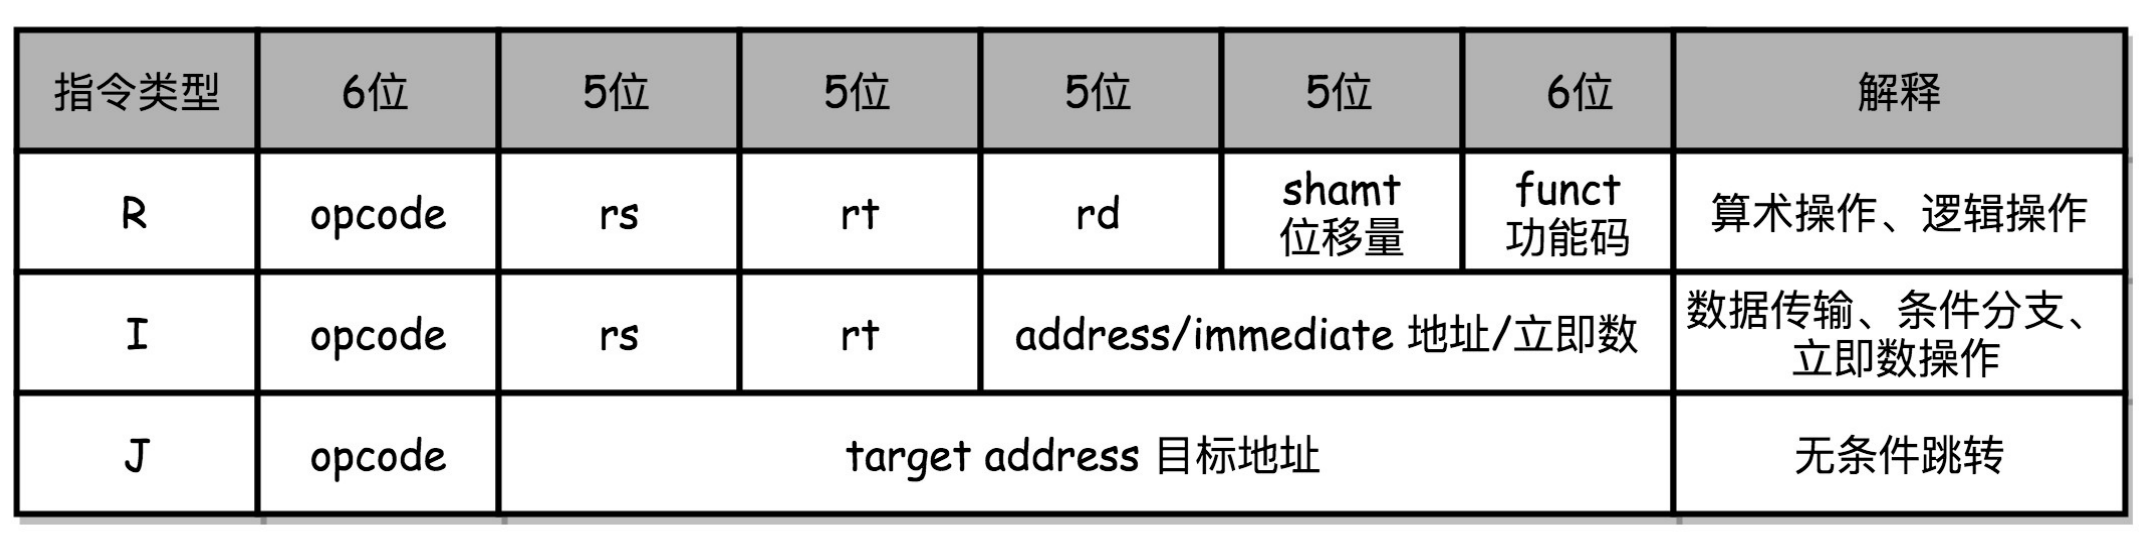 指令类型 6位 5位 5位 5位 5位 6位 解释
R opcode rs rt rd shamt 位移量 funct 功能码 算术操作、逻辑操作
I opcode rs rt address/immediate 地址/立即数 数据传输、条件分支、立即数操作
J opcode target address 目标地址 无条件跳转